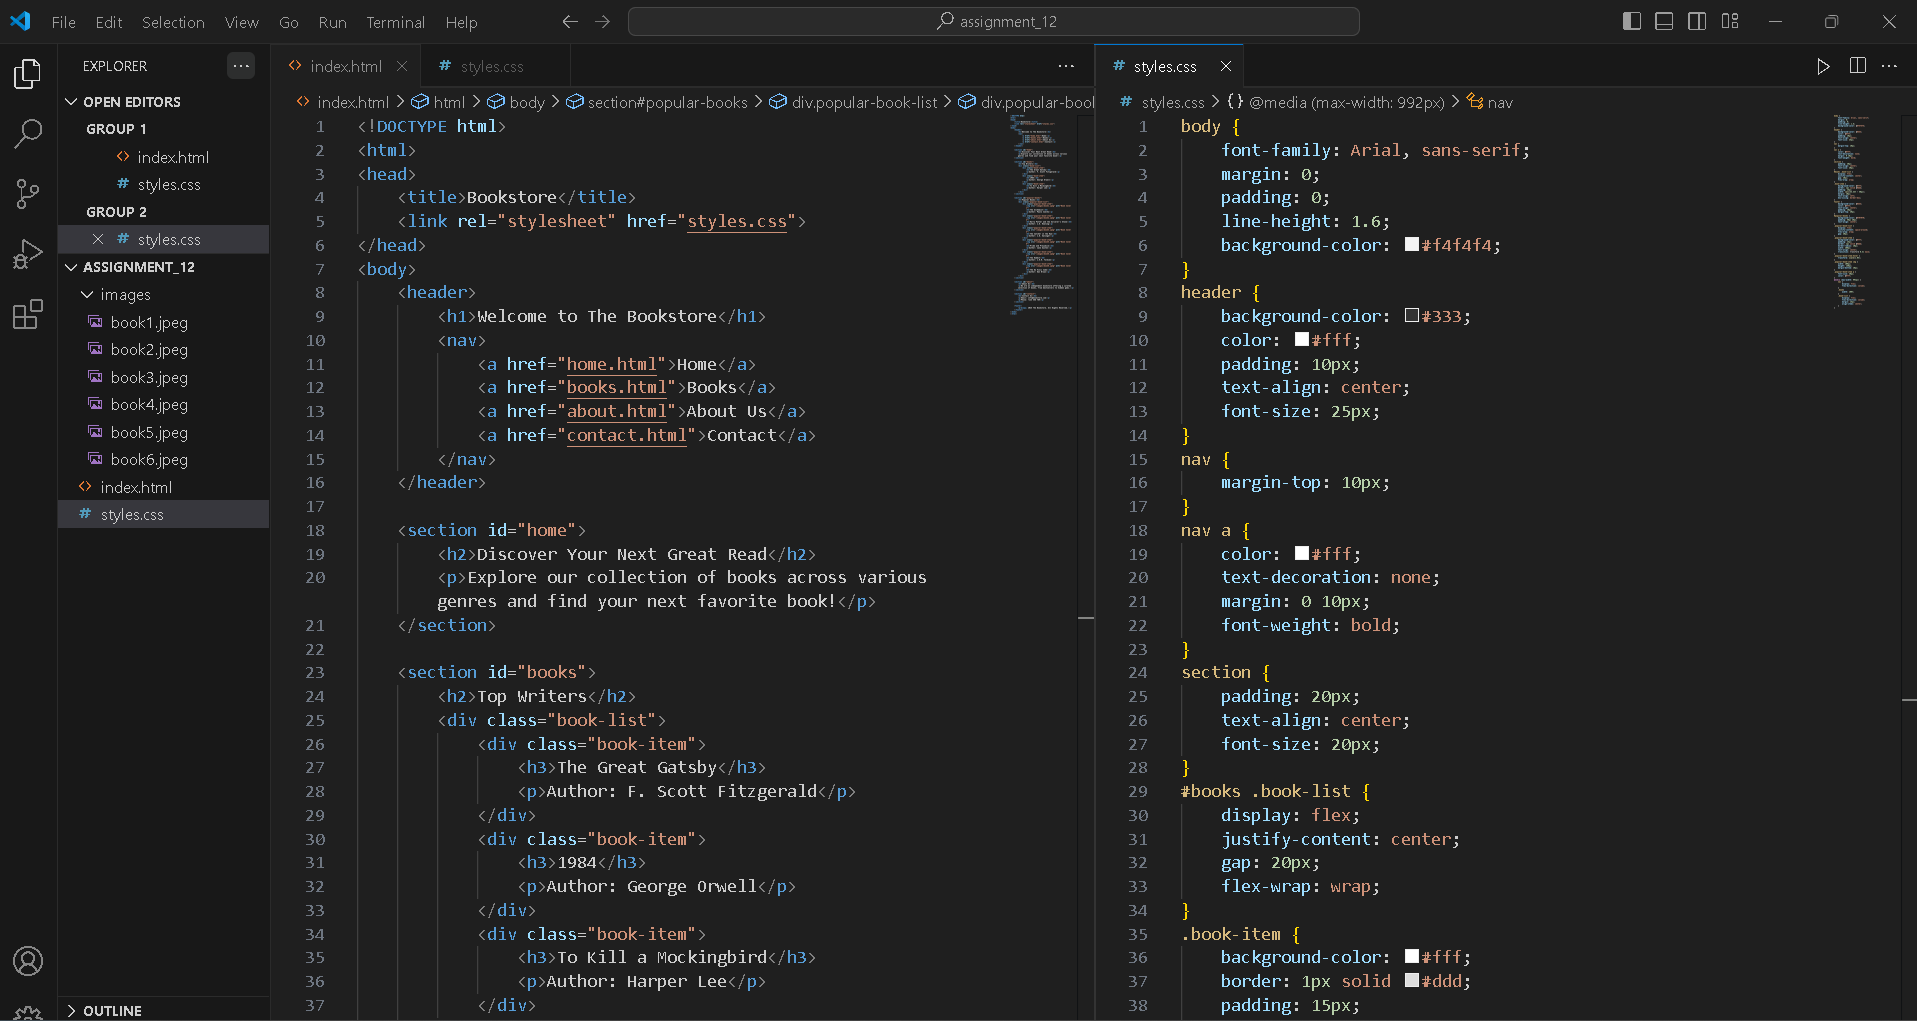 File Edit Selection View Go Run Terminal Help
assignment_12
EXPLORER
OPEN EDITORS
GROUP 1
index.html
styles.css
GROUP 2
styles.css
ASSIGNMENT_12
images
book1.jpeg
book2.jpeg
book3.jpeg
book4.jpeg
book5.jpeg
book6.jpeg
index.html
styles.css
OUTLINE
index.html styles.css
index.html > html > body > section#popular-books > div.popular-book-list > div.popular-bool
1 <!DOCTYPE html>
2 <html>
3 <head>
4 <title>Bookstore</title>
5 <link rel="stylesheet" href="styles.css">
6 </head>
7 <body>
8 <header>
9 <h1>Welcome to The Bookstore</h1>
10 <nav>
11 <a href="home.html">Home</a>
12 <a href="books.html">Books</a>
13 <a href="about.html">About Us</a>
14 <a href="contact.html">Contact</a>
15 </nav>
16 </header>
17
18 <section id="home">
19 <h2>Discover Your Next Great Read</h2>
20 <p>Explore our collection of books across various
genres and find your next favorite book!</p>
21 </section>
22
23 <section id="books">
24 <h2>Top Writers</h2>
25 <div class="book-list">
26 <div class="book-item">
27 <h3>The Great Gatsby</h3>
28 <p>Author: F. Scott Fitzgerald</p>
29 </div>
30 <div class="book-item">
31 <h3>1984</h3>
32 <p>Author: George Orwell</p>
33 </div>
34 <div class="book-item">
35 <h3>To Kill a Mockingbird</h3>
36 <p>Author: Harper Lee</p>
37 </div>
styles.css
styles.css > {} @media (max-width: 992px) > nav
1 body {
2 font-family: Arial, sans-serif;
3 margin: 0;
4 padding: 0;
5 line-height: 1.6;
6 background-color: #f4f4f4;
7 }
8 header {
9 background-color: #333;
10 color: #fff;
11 padding: 10px;
12 text-align: center;
13 font-size: 25px;
14 }
15 nav {
16 margin-top: 10px;
17 }
18 nav a {
19 color: #fff;
20 text-decoration: none;
21 margin: 0 10px;
22 font-weight: bold;
23 }
24 section {
25 padding: 20px;
26 text-align: center;
27 font-size: 20px;
28 }
29 #books .book-list {
30 display: flex;
31 justify-content: center;
32 gap: 20px;
33 flex-wrap: wrap;
34 }
35 .book-item {
36 background-color: #fff;
37 border: 1px solid #ddd;
38 padding: 15px;